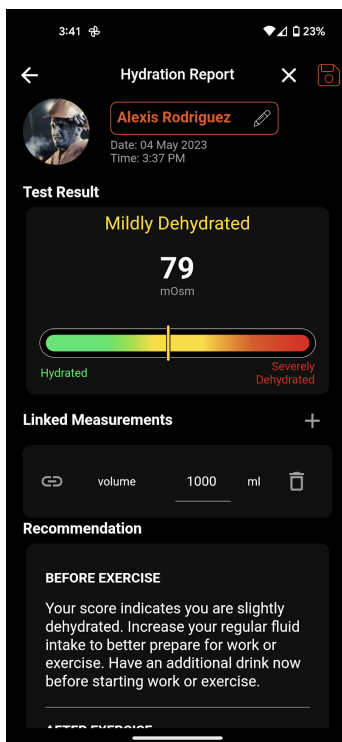 3:41 23%
Hydration Report
Alexis Rodriguez
Date: 04 May 2023
Time: 3:37 PM
Test Result
Mildly Dehydrated
79
mOsm
Hydrated
Severely
Dehydrated
Linked Measurements
volume 1000 ml
Recommendation
BEFORE EXERCISE
Your score indicates you are slightly
dehydrated. Increase your regular fluid
intake to better prepare for work or
exercise. Have an additional drink now
before starting work or exercise.
AFTER EXERCISE